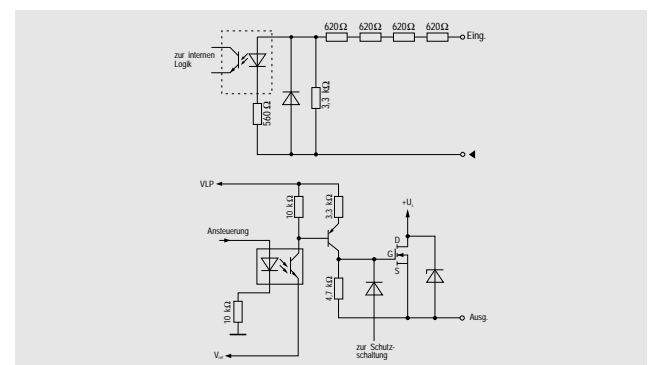 620Ω 620Ω 620Ω 620Ω
Eing.
zur internen
Logik
560Ω
3,3 kΩ
VLP
10 kΩ
3,3 kΩ
+U
Ansteuerung
D
G
S
4,7 kΩ
10 kΩ
Ausg.
zur Schutz-
schaltung
V